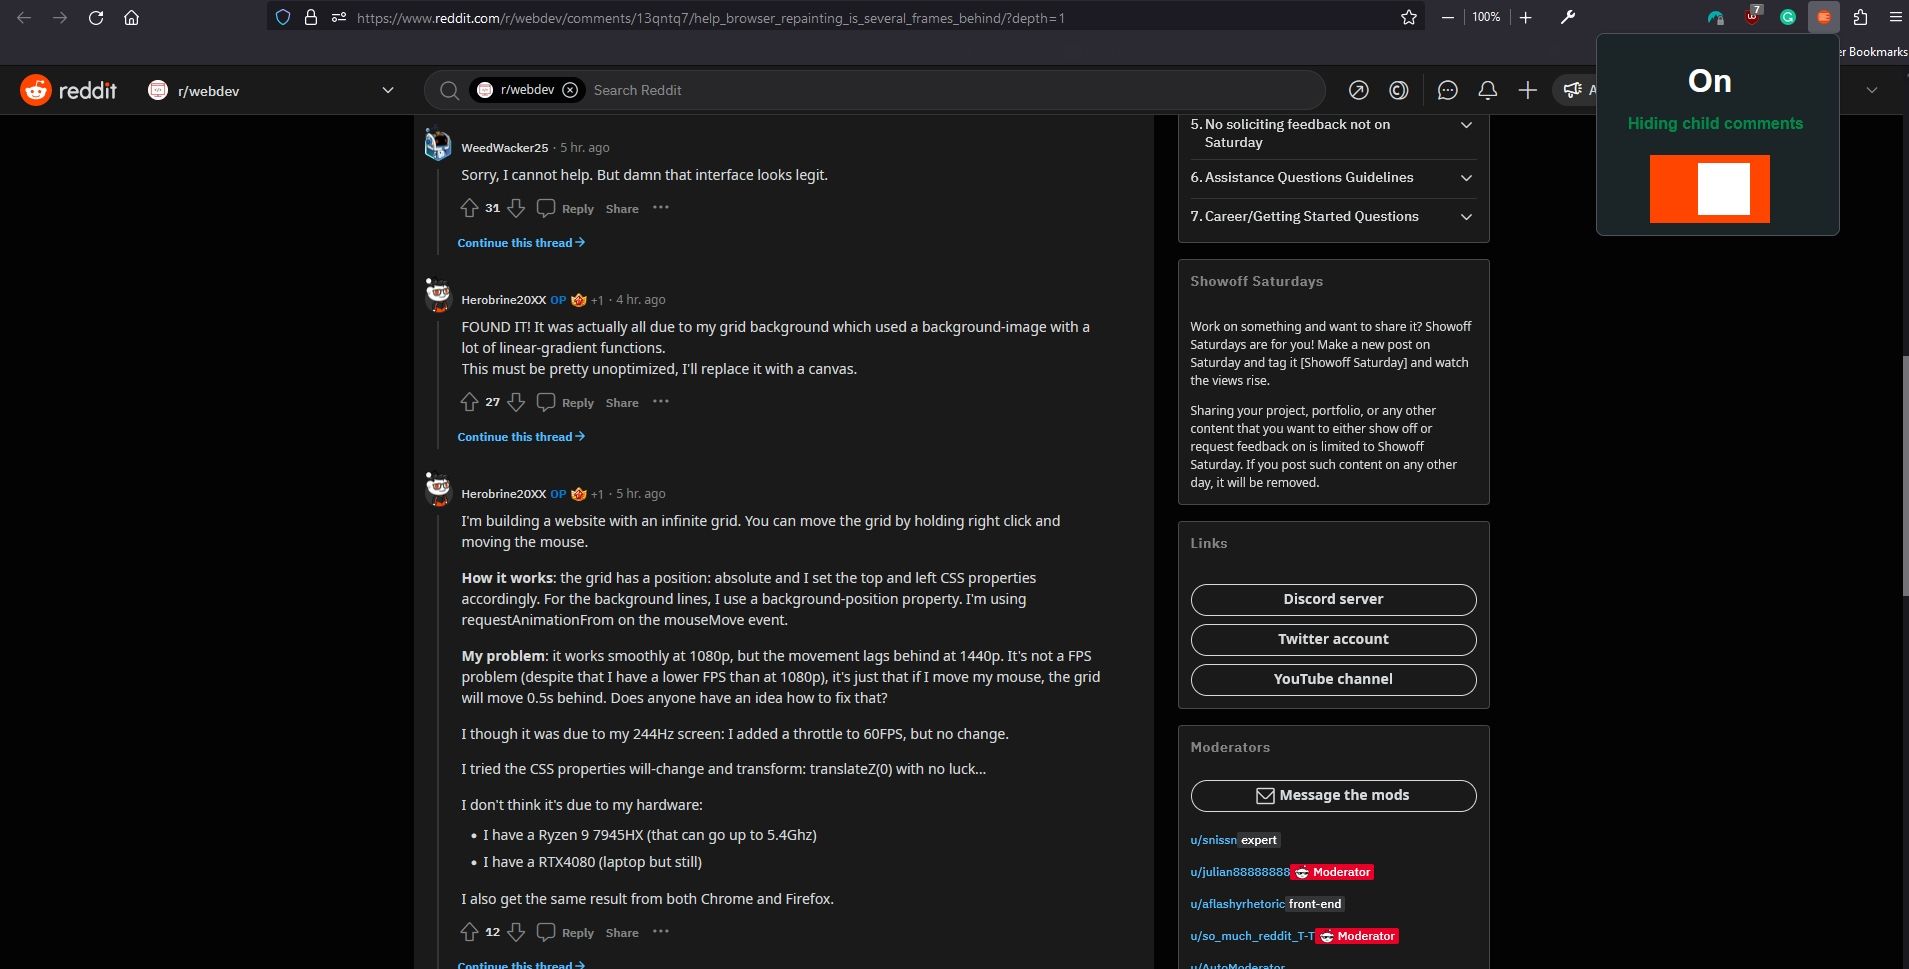 https://www.reddit.com/r/webdev/comments/13qntq7/help_browser_repainting_is_several_frames_behind/?depth=1
100%
7
er Bookmarks
reddit
r/webdev
r/webdev
Search Reddit
A
On
Hiding child comments
WeedWacker25 · 5 hr. ago
Sorry, I cannot help. But damn that interface looks legit.
31 Reply Share ···
Continue this thread→
Herobrine20XX OP +1 · 4 hr. ago
FOUND IT! It was actually all due to my grid background which used a background-image with a
lot of linear-gradient functions.
This must be pretty unoptimized, I'll replace it with a canvas.
27 Reply Share ···
Continue this thread→
Herobrine20XX OP +1 · 5 hr. ago
I'm building a website with an infinite grid. You can move the grid by holding right click and
moving the mouse.
How it works: the grid has a position: absolute and I set the top and left CSS properties
accordingly. For the background lines, I use a background-position property. I'm using
requestAnimationFrom on the mouseMove event.
My problem: it works smoothly at 1080p, but the movement lags behind at 1440p. It's not a FPS
problem (despite that I have a lower FPS than at 1080p), it's just that if I move my mouse, the grid
will move 0.5s behind. Does anyone have an idea how to fix that?
I though it was due to my 244Hz screen: I added a throttle to 60FPS, but no change.
I tried the CSS properties will-change and transform: translateZ(0) with no luck...
I don't think it's due to my hardware:
• I have a Ryzen 9 7945HX (that can go up to 5.4Ghz)
• I have a RTX4080 (laptop but still)
I also get the same result from both Chrome and Firefox.
12 Reply Share ···
Continue this thread→
5. No soliciting feedback not on
Saturday
6. Assistance Questions Guidelines
7. Career/Getting Started Questions
Showoff Saturdays
Work on something and want to share it? Showoff
Saturdays are for you! Make a new post on
Saturday and tag it [Showoff Saturday] and watch
the views rise.
Sharing your project, portfolio, or any other
content that you want to either show off or
request feedback on is limited to Showoff
Saturday. If you post such content on any other
day, it will be removed.
Links
Discord server
Twitter account
YouTube channel
Moderators
Message the mods
u/snissn expert
u/julian88888888 Moderator
u/aflashyrhetoric front-end
u/so_much_reddit_T-T Moderator
u/AutoModerator